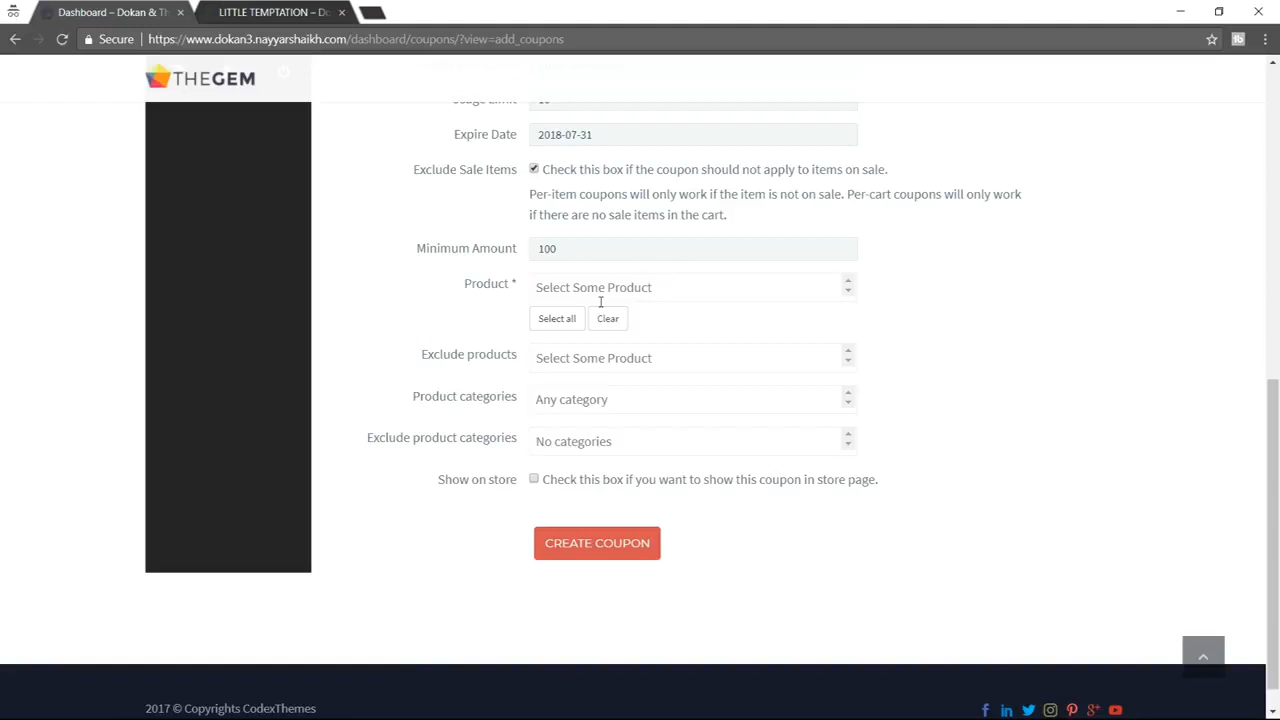 Dashboard – Dokan & Th
LITTLE TEMPTATION – Do
Secure
https://www.dokan3.nayyarshaikh.com/dashboard/coupons/?view=add_coupons
THEGEM
Usage Limit
10
Expire Date
2018-07-31
Exclude Sale Items
Check this box if the coupon should not apply to items on sale.
Per-item coupons will only work if the item is not on sale. Per-cart coupons will only work
if there are no sale items in the cart.
Minimum Amount
100
Product *
Select Some Product
Select all
Clear
Exclude products
Select Some Product
Product categories
Any category
Exclude product categories
No categories
Show on store
Check this box if you want to show this coupon in store page.
CREATE COUPON
2017 © Copyrights CodexThemes